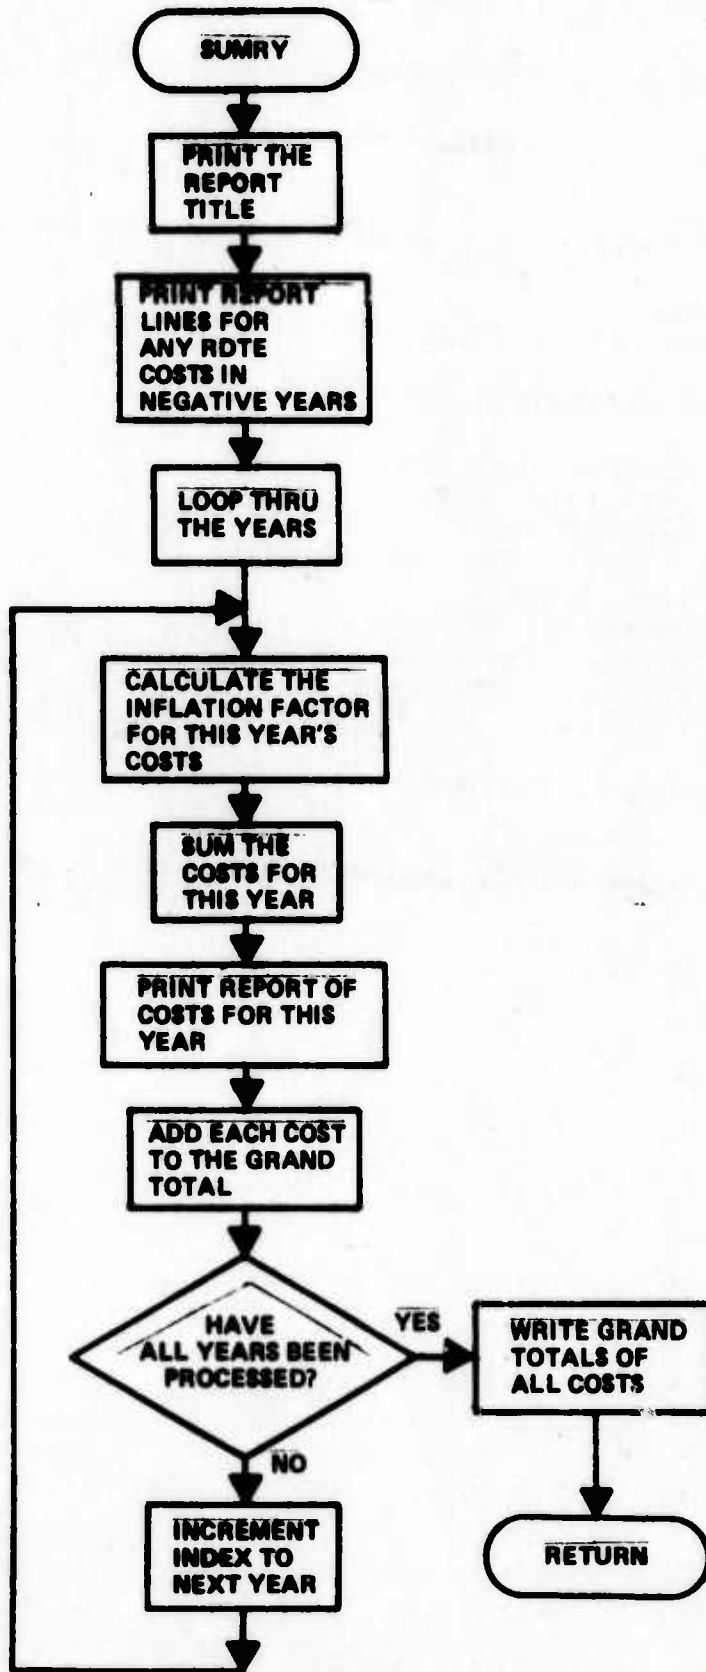 SUMRY
PRINT THE
REPORT
TITLE
PRINT REPORT
LINES FOR
ANY RDTE
COSTS IN
NEGATIVE YEARS
LOOP THRU
THE YEARS
CALCULATE THE
INFLATION FACTOR
FOR THIS YEAR'S
COSTS
SUM THE
COSTS FOR
THIS YEAR
PRINT REPORT OF
COSTS FOR THIS
YEAR
ADD EACH COST
TO THE GRAND
TOTAL
HAVE
ALL YEARS BEEN
PROCESSED?
YES
WRITE GRAND
TOTALS OF
ALL COSTS
NO
INCREMENT
INDEX TO
NEXT YEAR
RETURN